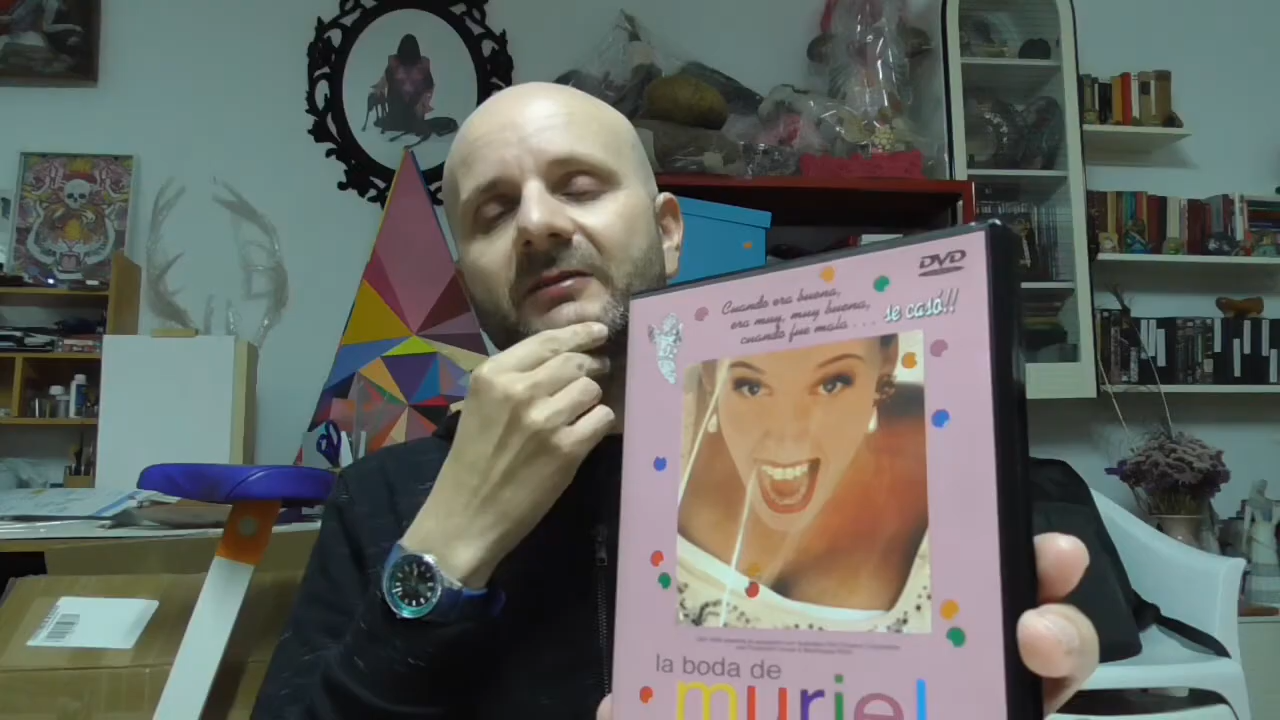 DVD
Cuando era buena,
era muy, muy buena,
cuando fue mala . . . se casó!!
la boda de
muriel